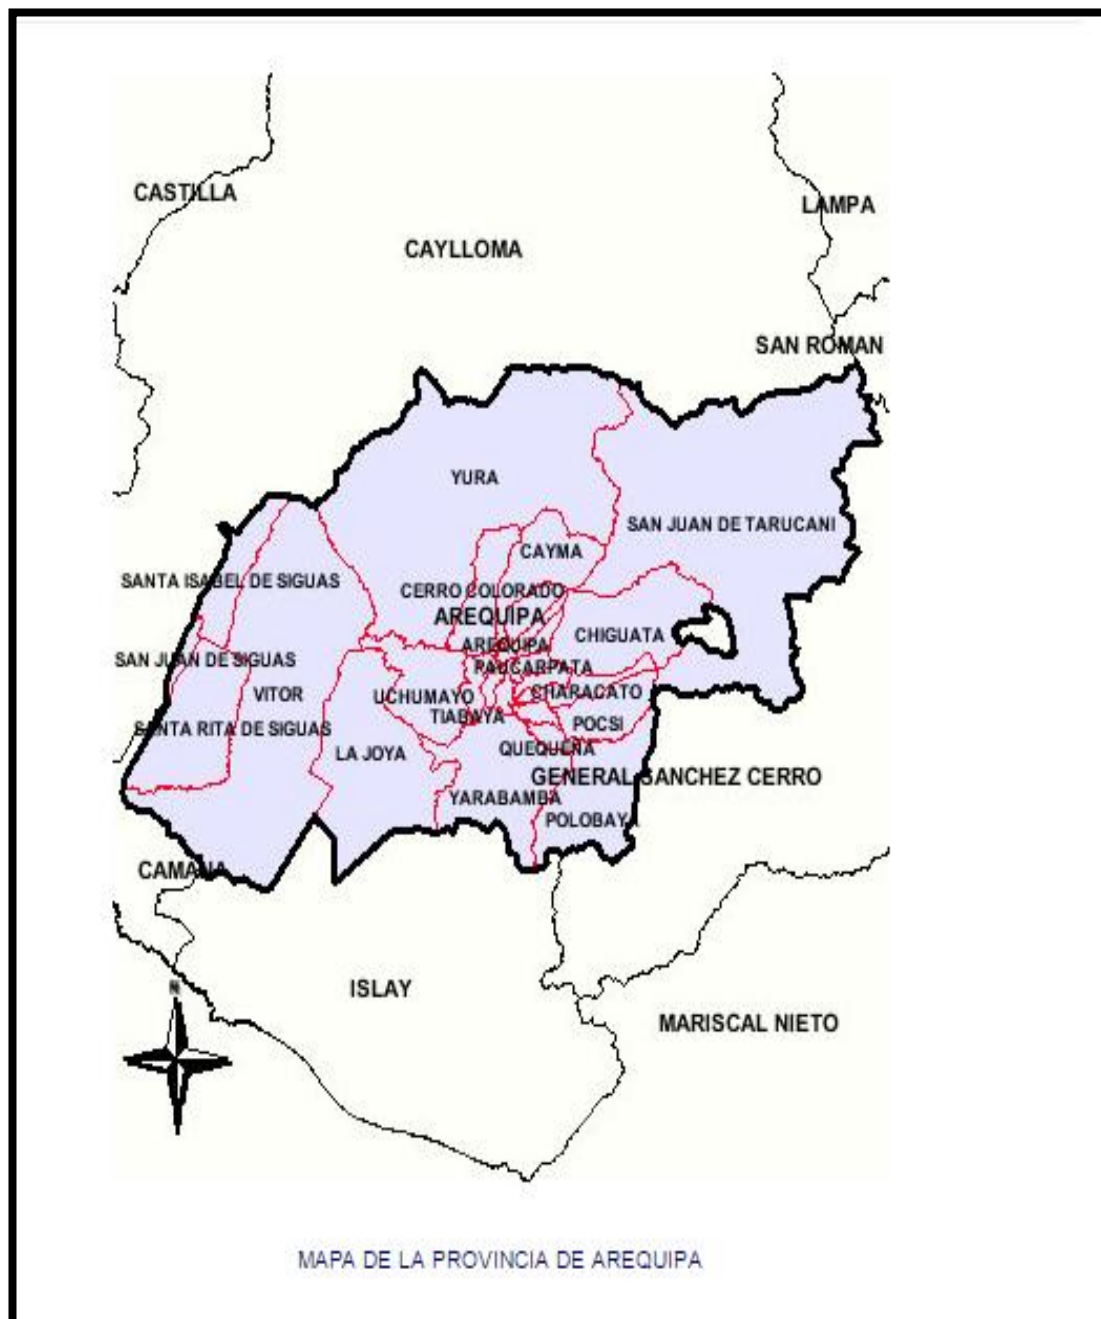 CASTILLA
LAMPA
CAYLLOMA
SAN ROMAN
YURA
SAN JUAN DE TARUCANI
CAYMA
SANTA ISABEL DE SIGUAS
CERRO COLORADO
AREQUIPA
CHIGUATA
AREQUIPA
SAN JUAN DE SIGUAS
PAUCARPATA
VITOR
UCHUMAYO
CHARACATO
TIABAYA
POCSI
SANTA RITA DE SIGUAS
LA JOYA
QUEQUEÑA
GENERAL SANCHEZ CERRO
YARABAMBA
POLOBAYA
CAMANA
ISLAY
N
MARISCAL NIETO
MAPA DE LA PROVINCIA DE AREQUIPA